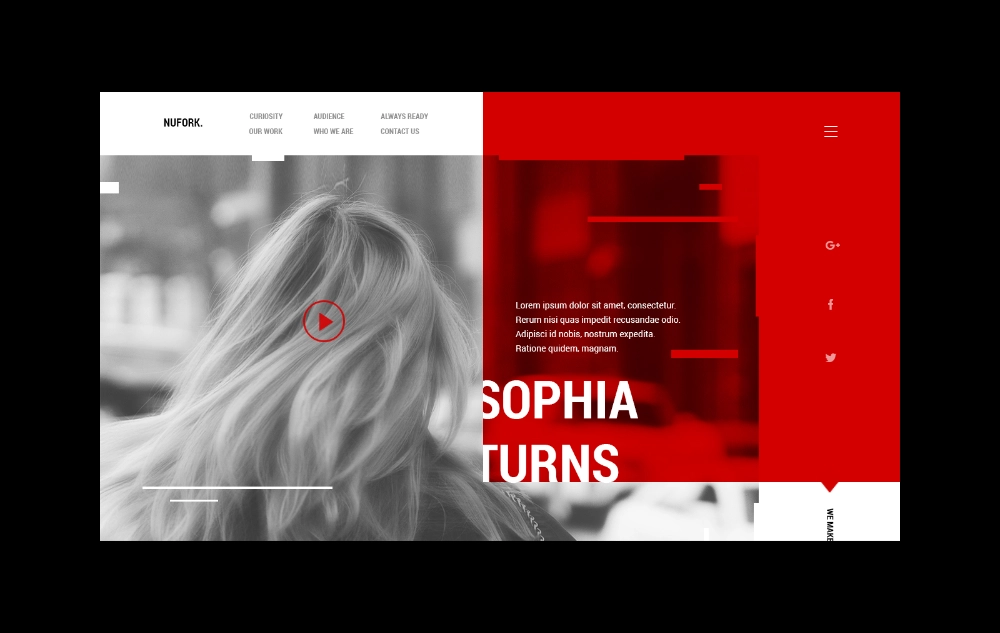 NUFORK.
CURIOSITY
OUR WORK
AUDIENCE
WHO WE ARE
ALWAYS READY
CONTACT US
G+
f
Lorem ipsum dolor sit amet, consectetur.
Rerum nisi quas impedit recusandae odio.
Adipisci id nobis, nostrum expedita.
Ratione quidem, magnam.
SOPHIA
TURNS
WE MAKE